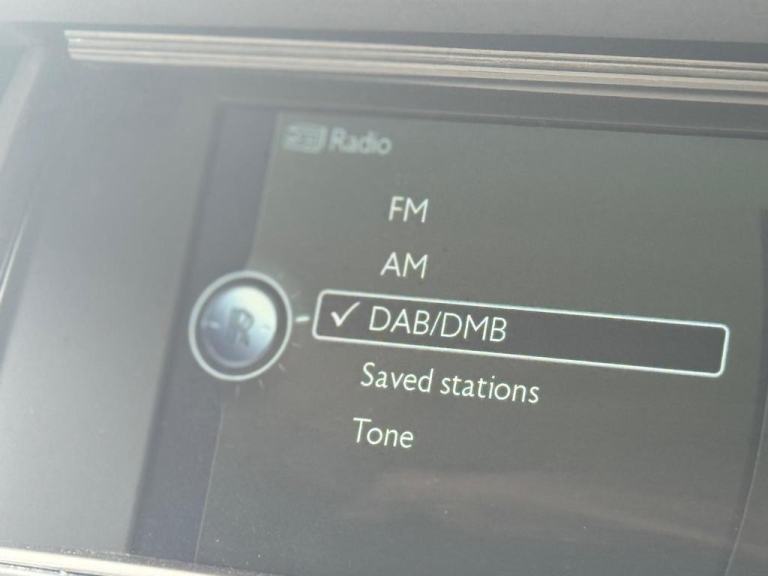 Radio
FM
AM
✓ DAB/DMB
Saved stations
Tone
R